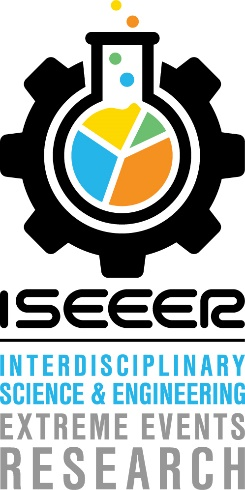 ISEEER
INTERDISCIPLINARY
SCIENCE & ENGINEERING
EXTREME EVENTS
RESEARCH